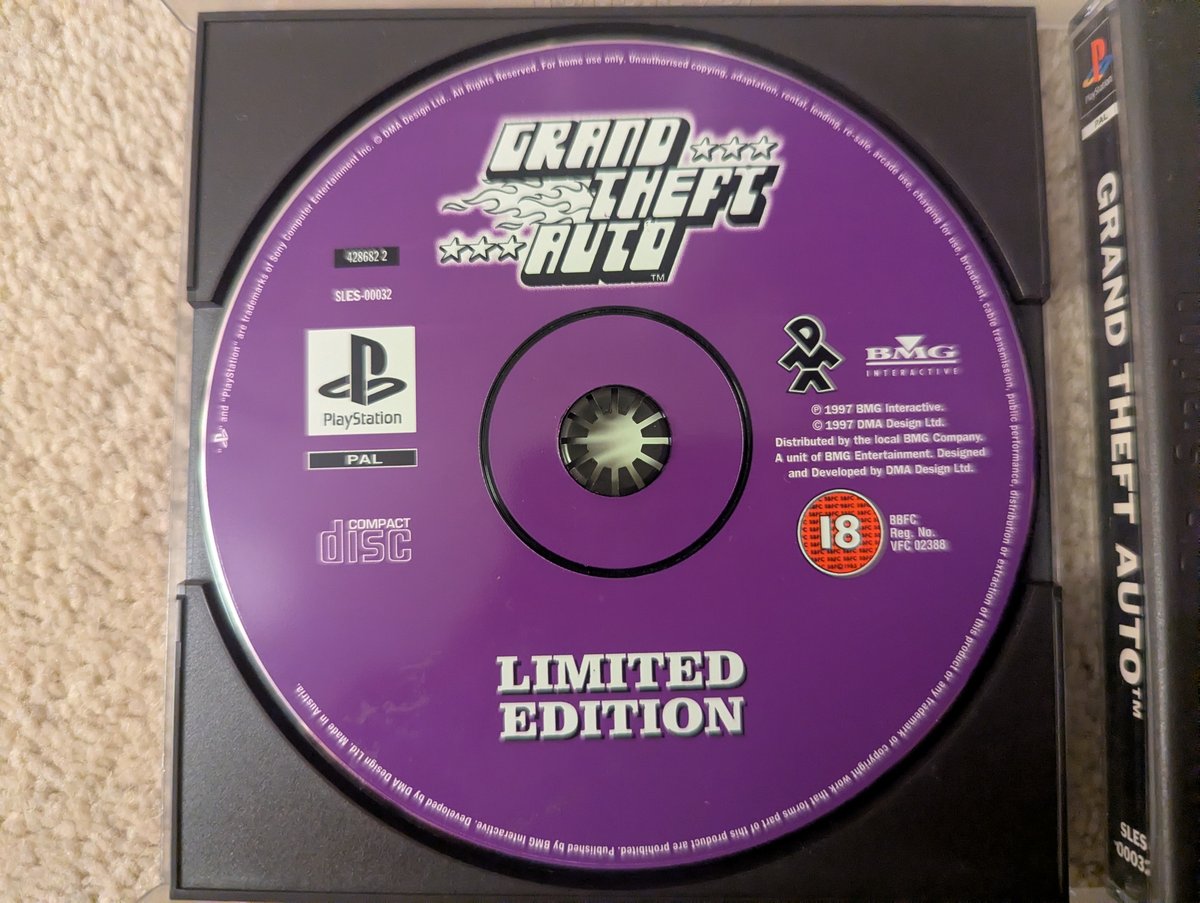 GRAND
THEFT
AUTO
TM
428682 2
SLES-00032
PlayStation
PAL
COMPACT
disc
DMA
BMG
INTERACTIVE
℗ 1997 BMG Interactive.
© 1997 DMA Design Ltd.
Distributed by the local BMG Company.
A unit of BMG Entertainment. Designed
and Developed by DMA Design Ltd.
18
BBFC
Reg. No.
VFC 02388
LIMITED
EDITION
" and "PlayStation" are trademarks of Sony Computer Entertainment Inc. © DMA Design Ltd.. All Rights Reserved. For home use only. Unauthorised copying, adaptation, rental, lending, re-sale, arcade use, charging for use, broadcast, cable transmission, public performance, distribution or extraction of this product or any trademark or copyright work that forms part of this product are prohibited. Published by BMG Interactive. Developed by DMA Design Ltd. Made in Austria.
PlayStation
PAL
GRAND THEFT AUTO™
SLES
00032